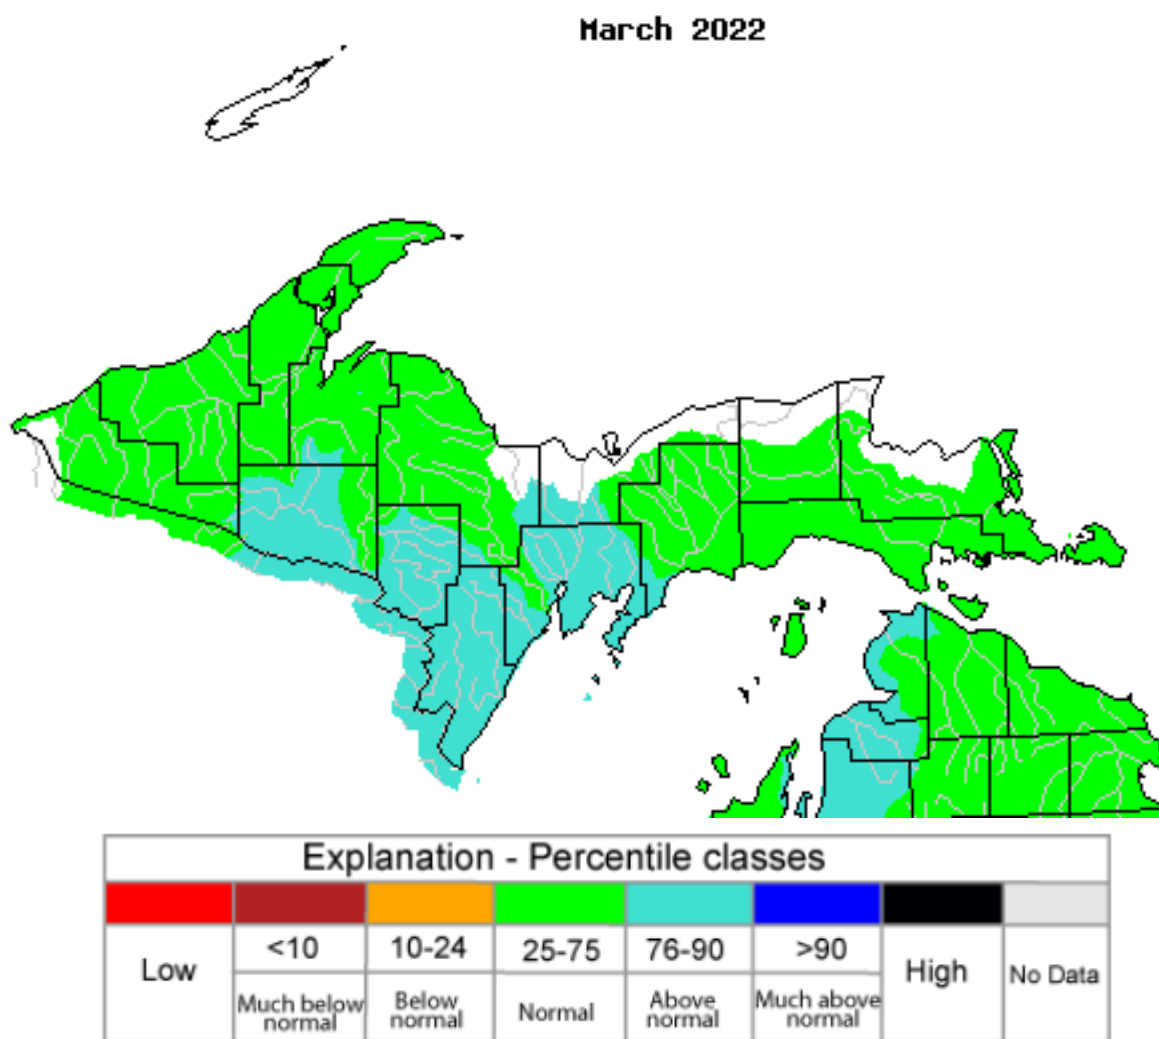 March 2022
Explanation - Percentile classes
Low
<10
10-24
25-75
76-90
>90
High
No Data
Much below
normal
Below
normal
Normal
Above
normal
Much above
normal